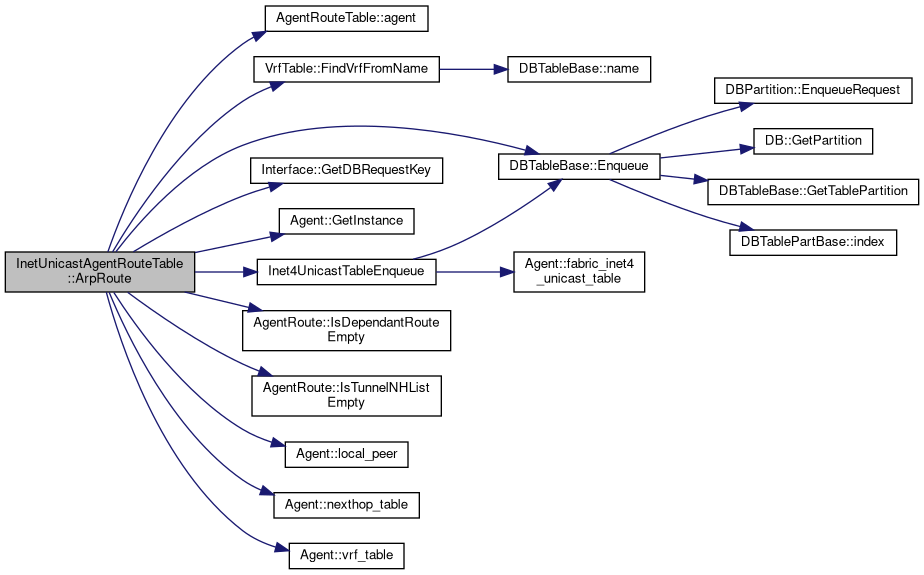 AgentRouteTable::agent
VrfTable::FindVrfFromName
DBTableBase::name
DBPartition::EnqueueRequest
DB::GetPartition
DBTableBase::Enqueue
Interface::GetDBRequestKey
DBTableBase::GetTablePartition
Agent::GetInstance
DBTablePartBase::index
InetUnicastAgentRouteTable
::ArpRoute
Inet4UnicastTableEnqueue
Agent::fabric_inet4
_unicast_table
AgentRoute::IsDependantRoute
Empty
AgentRoute::IsTunnelNHList
Empty
Agent::local_peer
Agent::nexthop_table
Agent::vrf_table